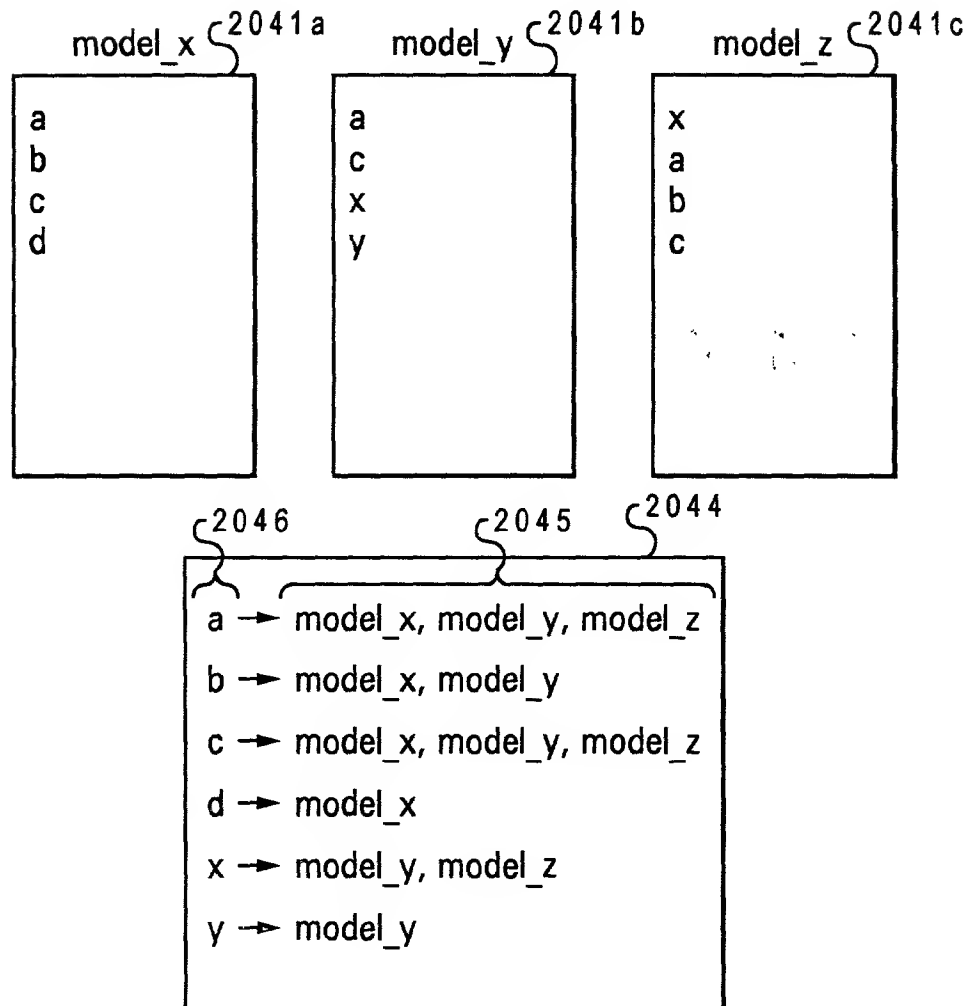 model_x 2041a
model_y 2041b
model_z 2041c
a
b
c
d
a
c
x
y
x
a
b
c
2046
2045
2044
a → model_x, model_y, model_z
b → model_x, model_y
c → model_x, model_y, model_z
d → model_x
x → model_y, model_z
y → model_y